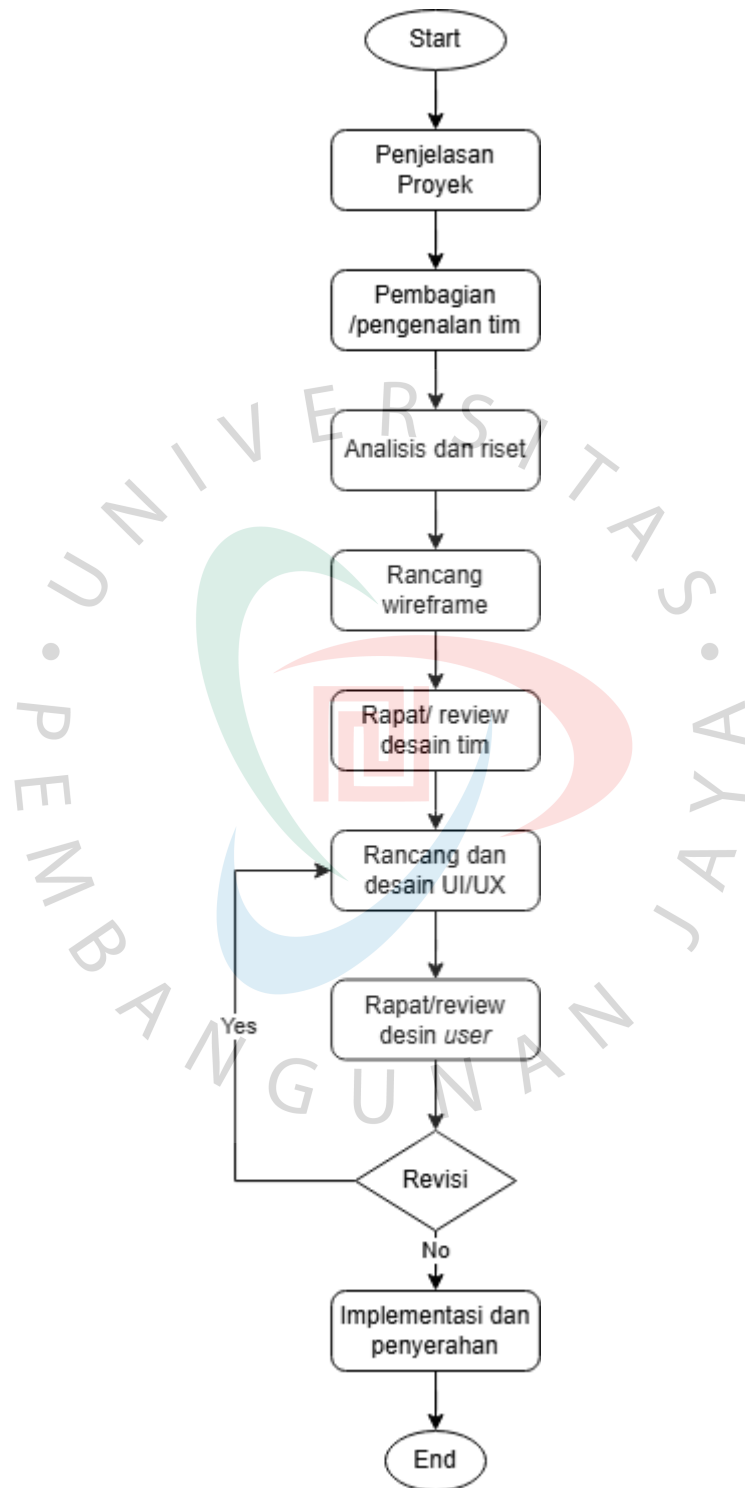 Start
Penjelasan
Proyek
Pembagian
/pengenalan tim
Analisis dan riset
Rancang
wireframe
Rapat/ review
desain tim
Rancang dan
desain UI/UX
Rapat/review
desin user
Yes
Revisi
No
Implementasi dan
penyerahan
End
UNIVERSITAS
PEMBANGUNAN JAYA